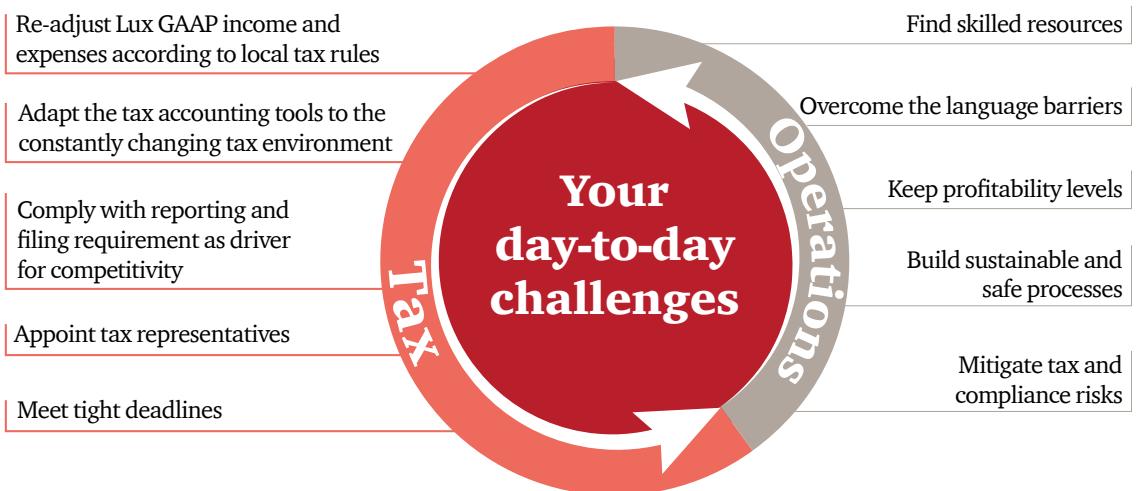 Re-adjust Lux GAAP income and
expenses according to local tax rules
Adapt the tax accounting tools to the
constantly changing tax environment
Comply with reporting and
filing requirement as driver
for competitivity
Appoint tax representatives
Meet tight deadlines
Tax
Your
day-to-day
challenges
Operations
Find skilled resources
Overcome the language barriers
Keep profitability levels
Build sustainable and
safe processes
Mitigate tax and
compliance risks